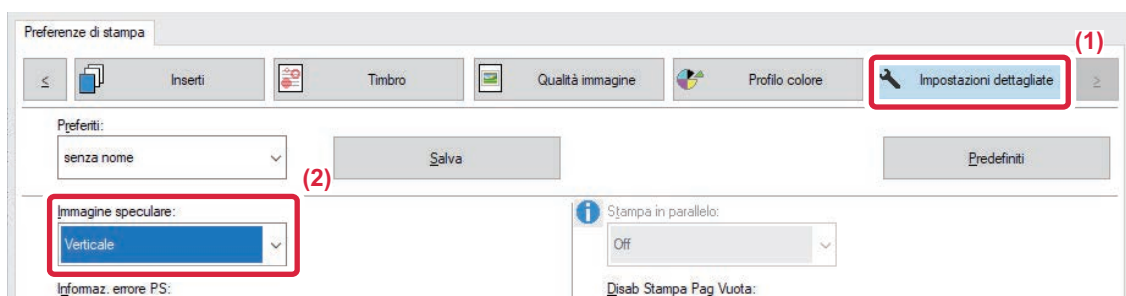 Preferenze di stampa
(1)
< Inserti Timbro Qualità immagine Profilo colore Impostazioni dettagliate >
Preferiti:
senza nome Salva Predefiniti
(2)
Immagine speculare: Stampa in parallelo:
Verticale Off
Informaz. errore PS: Disab Stampa Pag Vuota: